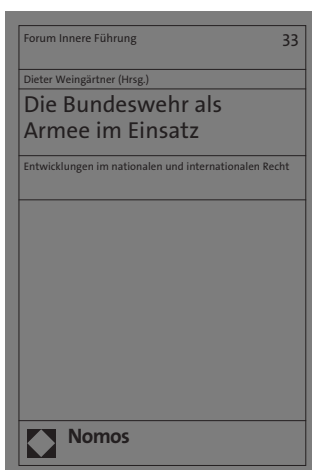 Forum Innere Führung 33
Dieter Weingärtner (Hrsg.)
Die Bundeswehr als
Armee im Einsatz
Entwicklungen im nationalen und internationalen Recht
Nomos